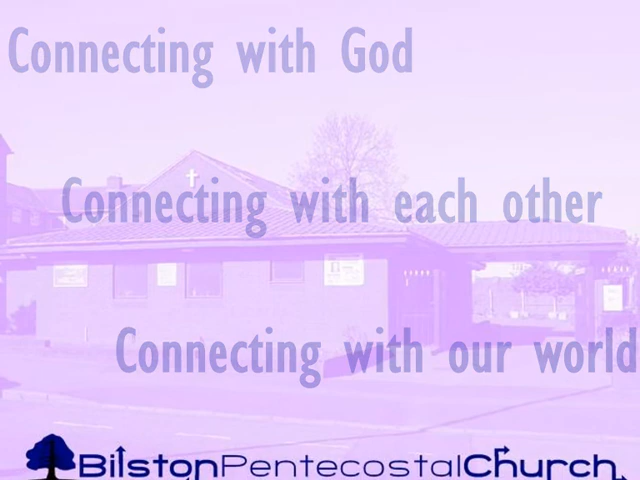 Connecting with God
Connecting with each other
Connecting with our world
BilstonPentecostalChurch